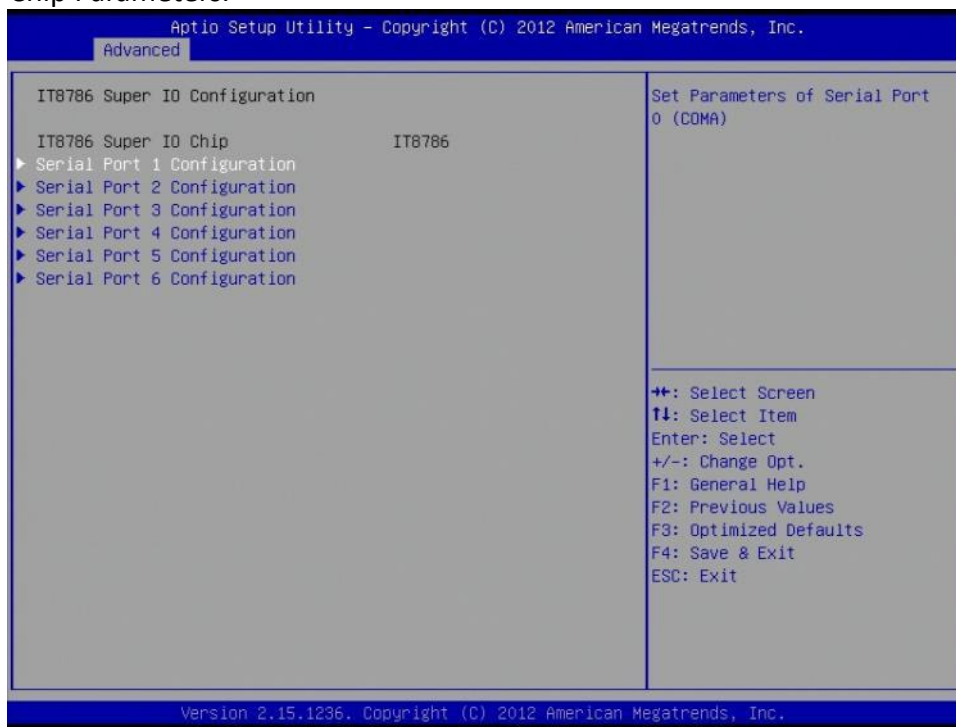 Chip Parameters.
Aptio Setup Utility – Copyright (C) 2012 American Megatrends, Inc.
Advanced
IT8786 Super IO Configuration
IT8786 Super IO Chip IT8786
Serial Port 1 Configuration
Serial Port 2 Configuration
Serial Port 3 Configuration
Serial Port 4 Configuration
Serial Port 5 Configuration
Serial Port 6 Configuration
Set Parameters of Serial Port
0 (COMA)
→←: Select Screen
↑↓: Select Item
Enter: Select
+/-: Change Opt.
F1: General Help
F2: Previous Values
F3: Optimized Defaults
F4: Save & Exit
ESC: Exit
Version 2.15.1236. Copyright (C) 2012 American Megatrends, Inc.